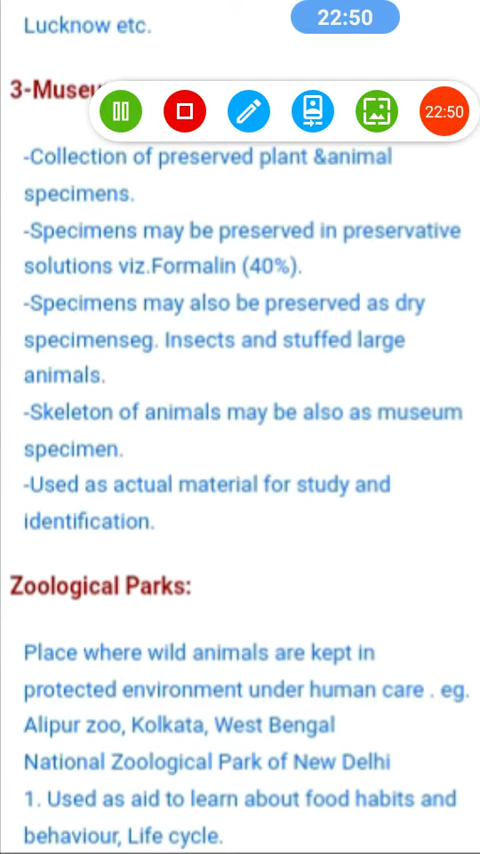 Lucknow etc.
22:50
3-Museu
22:50
-Collection of preserved plant &animal
specimens.
-Specimens may be preserved in preservative
solutions viz.Formalin (40%).
-Specimens may also be preserved as dry
specimenseg. Insects and stuffed large
animals.
-Skeleton of animals may be also as museum
specimen.
-Used as actual material for study and
identification.
Zoological Parks:
Place where wild animals are kept in
protected environment under human care . eg.
Alipur zoo, Kolkata, West Bengal
National Zoological Park of New Delhi
1. Used as aid to learn about food habits and
behaviour, Life cycle.